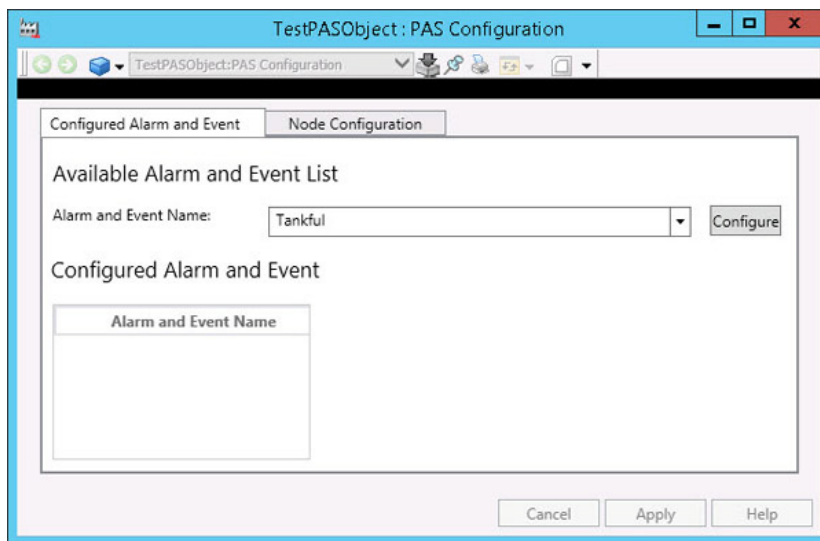 TestPASObject : PAS Configuration
TestPASObject:PAS Configuration
Configured Alarm and Event Node Configuration
Available Alarm and Event List
Alarm and Event Name: Tankful Configure
Configured Alarm and Event
Alarm and Event Name
Cancel Apply Help